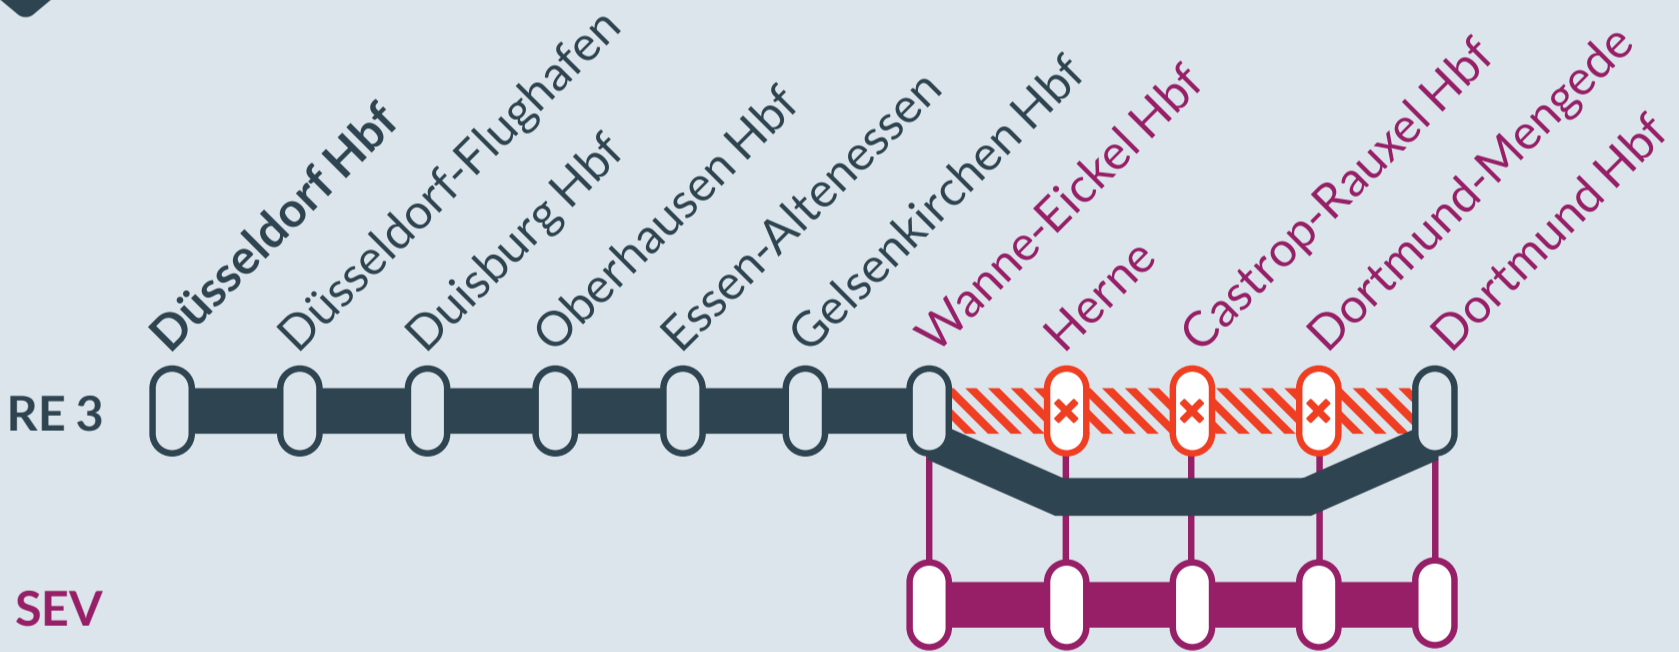 Düsseldorf Hbf
Düsseldorf-Flughafen
Duisburg Hbf
Oberhausen Hbf
Essen-Altenessen
Gelsenkirchen Hbf
Wanne-Eickel Hbf
Herne
Castrop-Rauxel Hbf
Dortmund-Mengede
Dortmund Hbf
RE 3
SEV